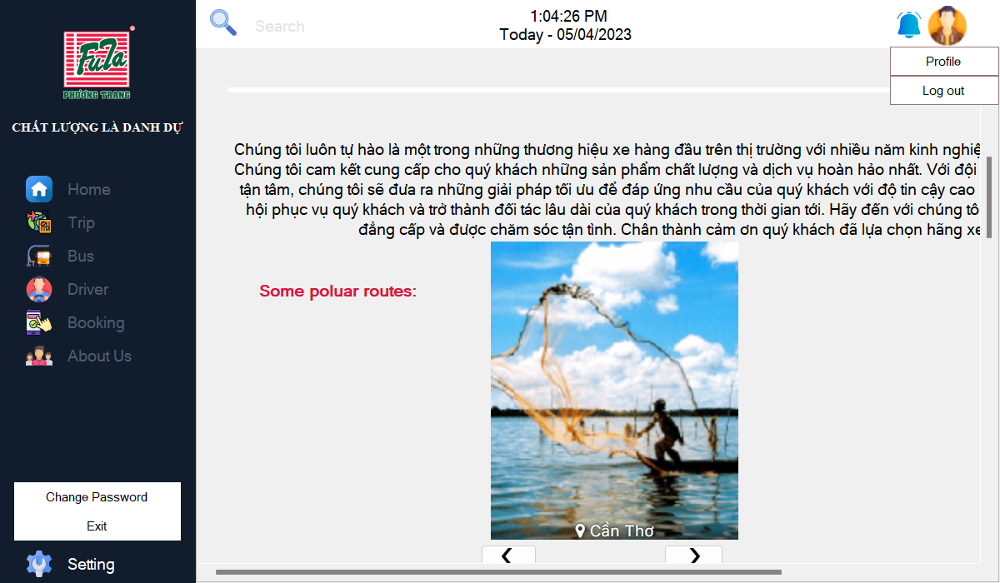 FuTa
PHƯƠNG TRANG
CHẤT LƯỢNG LÀ DANH DỰ
Home
Trip
Bus
Driver
Booking
About Us
Change Password
Exit
Setting
Search
1:04:26 PM
Today - 05/04/2023
Profile
Log out
Chúng tôi luôn tự hào là một trong những thương hiệu xe hàng đầu trên thị trường với nhiều năm kinh nghiệ
Chúng tôi cam kết cung cấp cho quý khách những sản phẩm chất lượng và dịch vụ hoàn hảo nhất. Với đội
tận tâm, chúng tôi sẽ đưa ra những giải pháp tối ưu để đáp ứng nhu cầu của quý khách với độ tin cậy cao
hội phục vụ quý khách và trở thành đối tác lâu dài của quý khách trong thời gian tới. Hãy đến với chúng tô
đẳng cấp và được chăm sóc tận tình. Chân thành cảm ơn quý khách đã lựa chọn hãng xe
Some poluar routes:
Cần Thơ